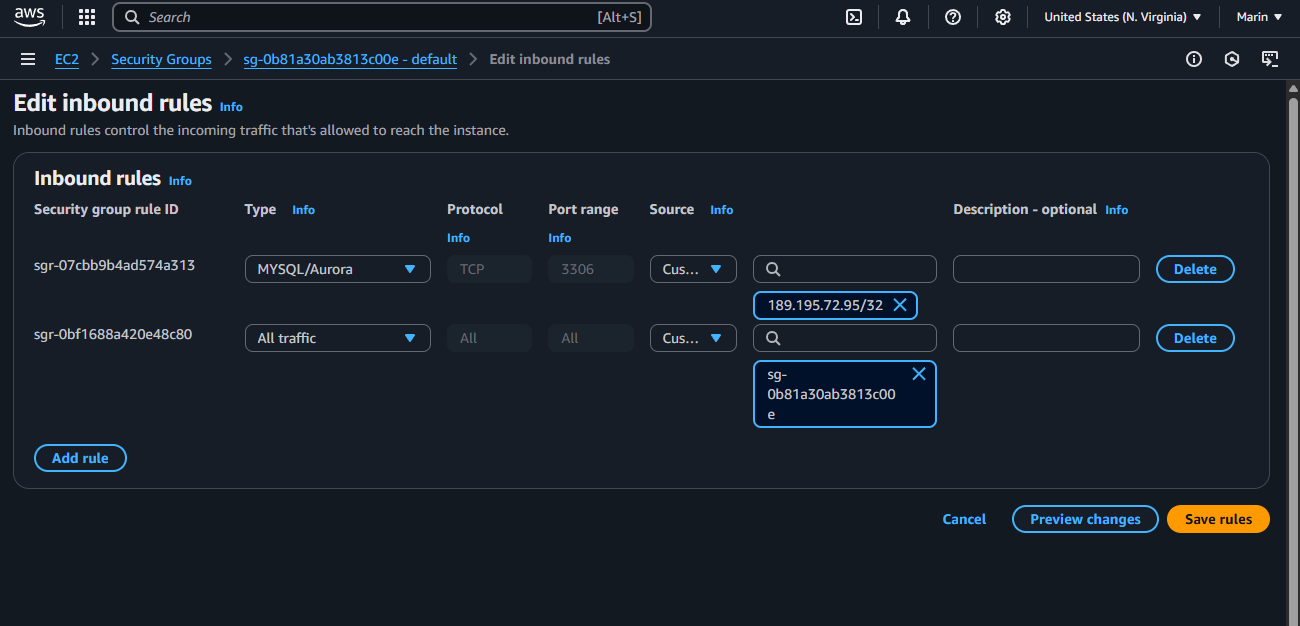 aws
Search [Alt+S] United States (N. Virginia) Marin
EC2 Security Groups sg-0b81a30ab3813c00e - default Edit inbound rules
Edit inbound rules Info
Inbound rules control the incoming traffic that's allowed to reach the instance.
Inbound rules Info
Security group rule ID Type Info Protocol Port range Source Info Description - optional Info
Info Info
sgr-07cbb9b4ad574a313 MYSQL/Aurora TCP 3306 Cus... Delete
189.195.72.95/32
sgr-0bf1688a420e48c80 All traffic All All Cus... Delete
sg-
0b81a30ab3813c00
e
Add rule
Cancel Preview changes Save rules